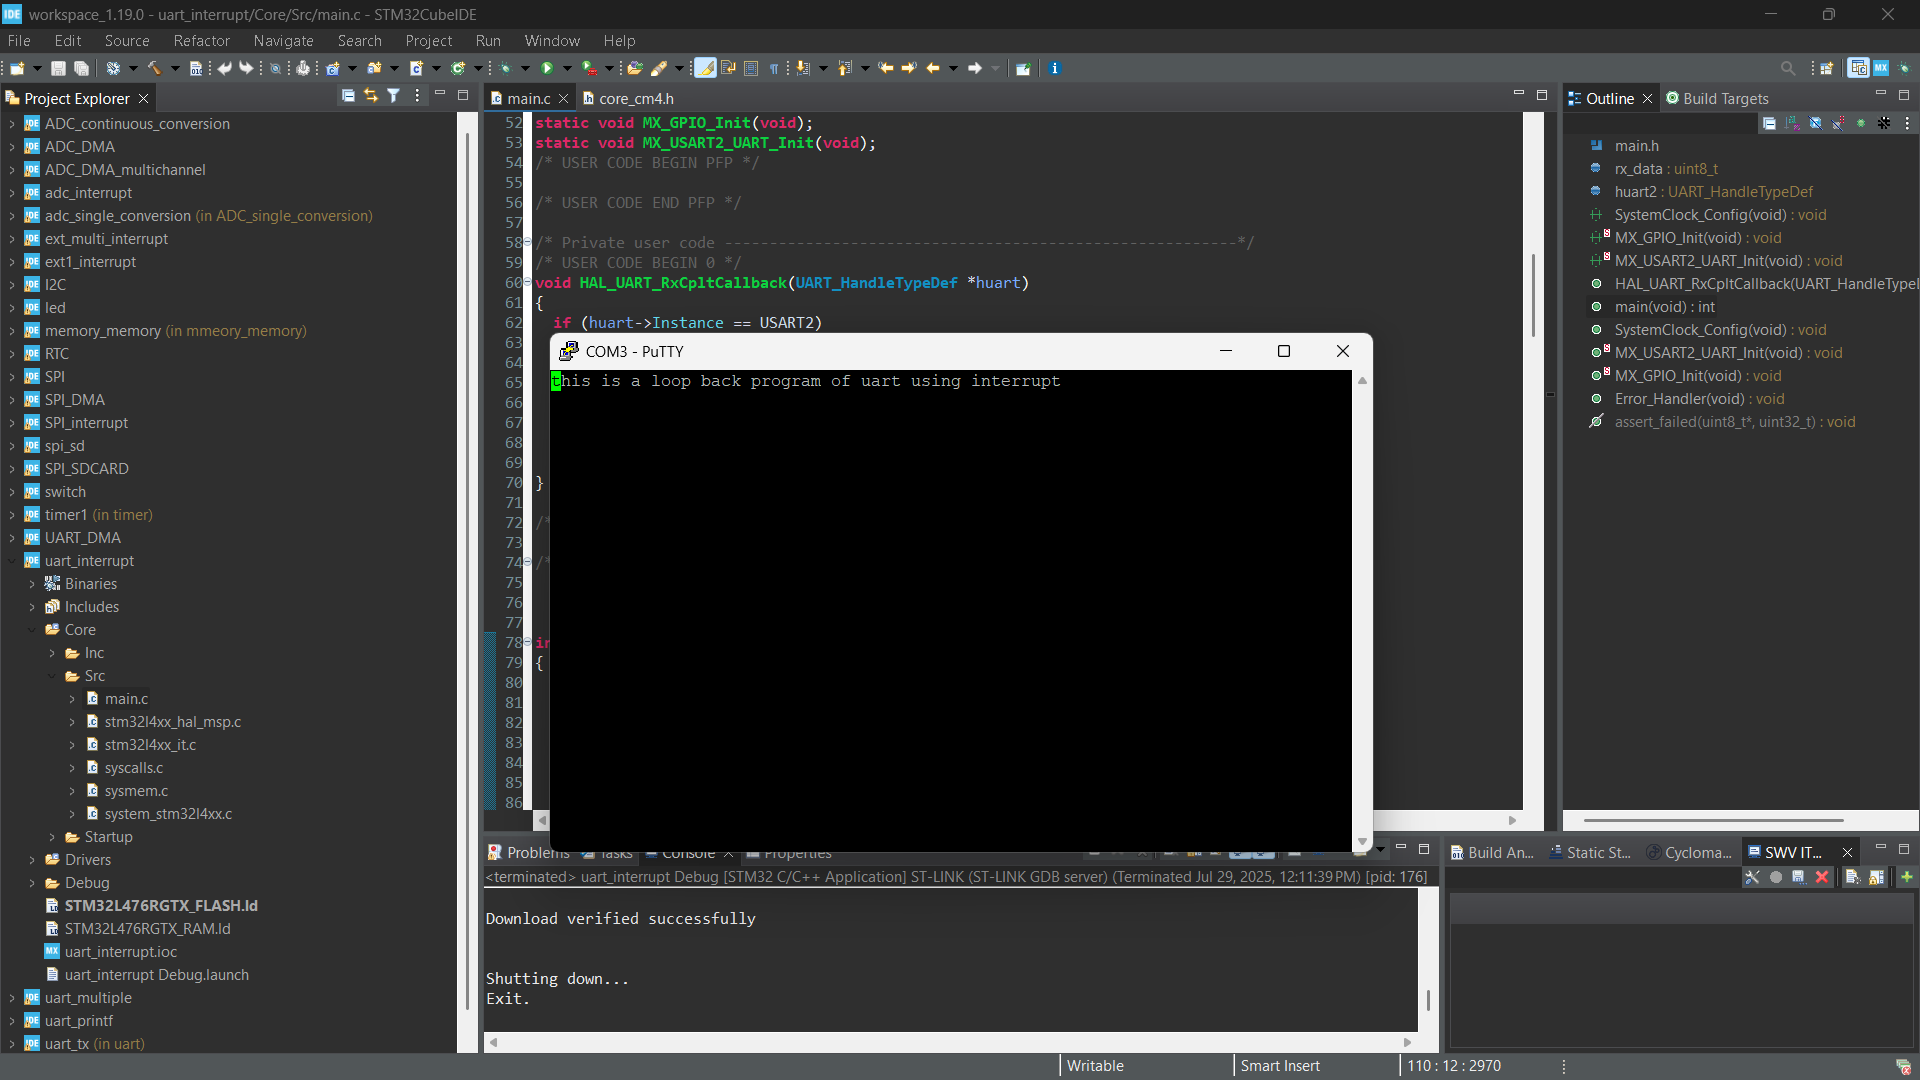 workspace_1.19.0 - uart_interrupt/Core/Src/main.c - STM32CubeIDE
File Edit Source Refactor Navigate Search Project Run Window Help
Project Explorer
ADC_continuous_conversion
ADC_DMA
ADC_DMA_multichannel
adc_interrupt
adc_single_conversion (in ADC_single_conversion)
ext_multi_interrupt
ext1_interrupt
I2C
led
memory_memory (in mmeory_memory)
RTC
SPI
SPI_DMA
SPI_interrupt
spi_sd
SPI_SDCARD
switch
timer1 (in timer)
UART_DMA
uart_interrupt
Binaries
Includes
Core
Inc
Src
main.c
stm32l4xx_hal_msp.c
stm32l4xx_it.c
syscalls.c
sysmem.c
system_stm32l4xx.c
Startup
Drivers
Debug
STM32L476RGTX_FLASH.ld
STM32L476RGTX_RAM.ld
uart_interrupt.ioc
uart_interrupt Debug.launch
uart_multiple
uart_printf
uart_tx (in uart)
main.c
core_cm4.h
52 static void MX_GPIO_Init(void);
53 static void MX_USART2_UART_Init(void);
54 /* USER CODE BEGIN PFP */
55
56 /* USER CODE END PFP */
57
58 /* Private user code ---------------------------------------------------------*/
59 /* USER CODE BEGIN 0 */
60 void HAL_UART_RxCpltCallback(UART_HandleTypeDef *huart)
61 {
62 if (huart->Instance == USART2)
63
64
65
66
67
68
69
70 }
71
72 /*
73
74 /*
75
76
77
78 in
79 {
80
81
82
83
84
85
86
COM3 - PuTTY
this is a loop back program of uart using interrupt
Problems Tasks Console Properties
<terminated> uart_interrupt Debug [STM32 C/C++ Application] ST-LINK (ST-LINK GDB server) (Terminated Jul 29, 2025, 12:11:39 PM) [pid: 176]
Download verified successfully
Shutting down...
Exit.
Outline
Build Targets
main.h
rx_data : uint8_t
huart2 : UART_HandleTypeDef
SystemClock_Config(void) : void
MX_GPIO_Init(void) : void
MX_USART2_UART_Init(void) : void
HAL_UART_RxCpltCallback(UART_HandleTypeI
main(void) : int
SystemClock_Config(void) : void
MX_USART2_UART_Init(void) : void
MX_GPIO_Init(void) : void
Error_Handler(void) : void
assert_failed(uint8_t*, uint32_t) : void
Build An... Static St... Cycloma... SWV IT...
Writable
Smart Insert
110 : 12 : 2970